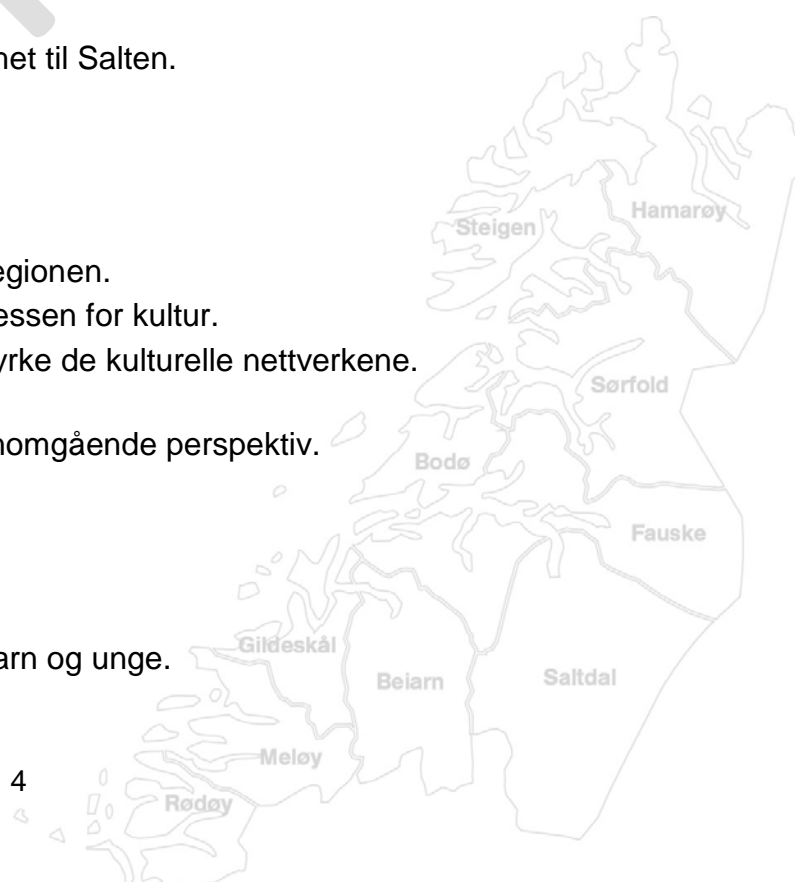 net til Salten.
egionen.
essen for kultur.
yrke de kulturelle nettverkene.
nomgående perspektiv.
arn og unge.
4
Hamarøy
Steigen
Sørfold
Bodø
Fauske
Gildeskål
Beiarn
Saltdal
Meløy
Rødøy